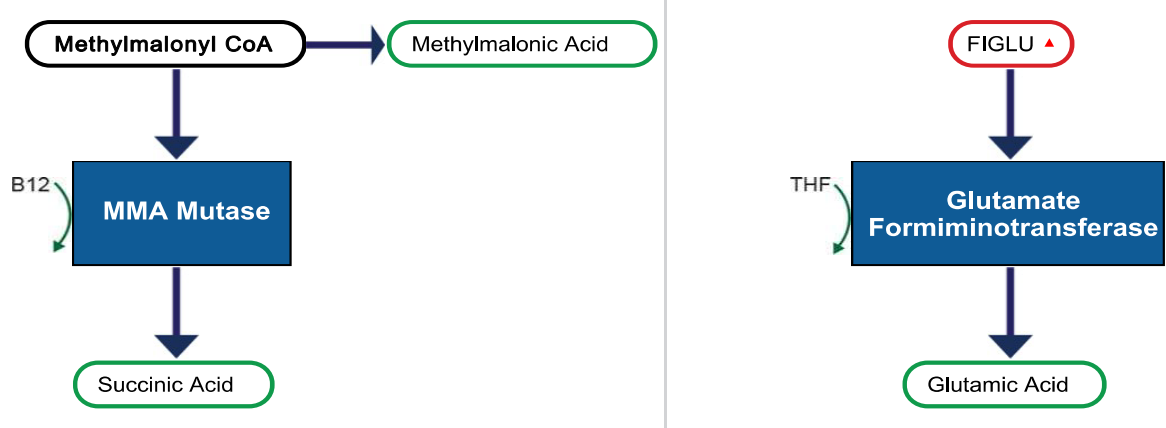 Methylmalonyl CoA
Methylmalonic Acid
B12
MMA Mutase
Succinic Acid
FIGLU ▲
THF
Glutamate
Formiminotransferase
Glutamic Acid